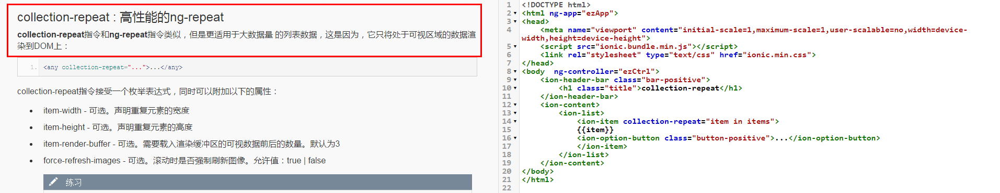 collection-repeat : 高性能的ng-repeat
collection-repeat指令和ng-repeat指令类似，但是更适用于大数据量 的列表数据，这是因为，它只将处于可视区域的数据渲
染到DOM上：
1. <any collection-repeat="...">...</any>
collection-repeat指令接受一个枚举表达式，同时可以附加以下的属性：
• item-width - 可选。声明重复元素的宽度
• item-height - 可选。声明重复元素的高度
• item-render-buffer - 可选。需要载入渲染缓冲区的可视数据前后的数量。默认为3
• force-refresh-images - 可选。滚动时是否强制刷新图像。允许值：true | false
练习
1 <!DOCTYPE html>
2 <html ng-app="ezApp">
3 <head>
4 <meta name="viewport" content="initial-scale=1,maximum-scale=1,user-scalable=no,width=device-
width,height=device-height">
5 <script src="ionic.bundle.min.js"></script>
6 <link rel="stylesheet" type="text/css" href="ionic.min.css">
7 </head>
8 <body  ng-controller="ezCtrl">
9 <ion-header-bar class="bar-positive">
10 <h1 class="title">collection-repeat</h1>
11 </ion-header-bar>
12 <ion-content>
13 <ion-list>
14 <ion-item collection-repeat="item in items">
15 {{item}}
16 <ion-option-button class="button-positive">...</ion-option-button>
17 </ion-item>
18 </ion-list>
19 </ion-content>
20 </body>
21 </html>
22